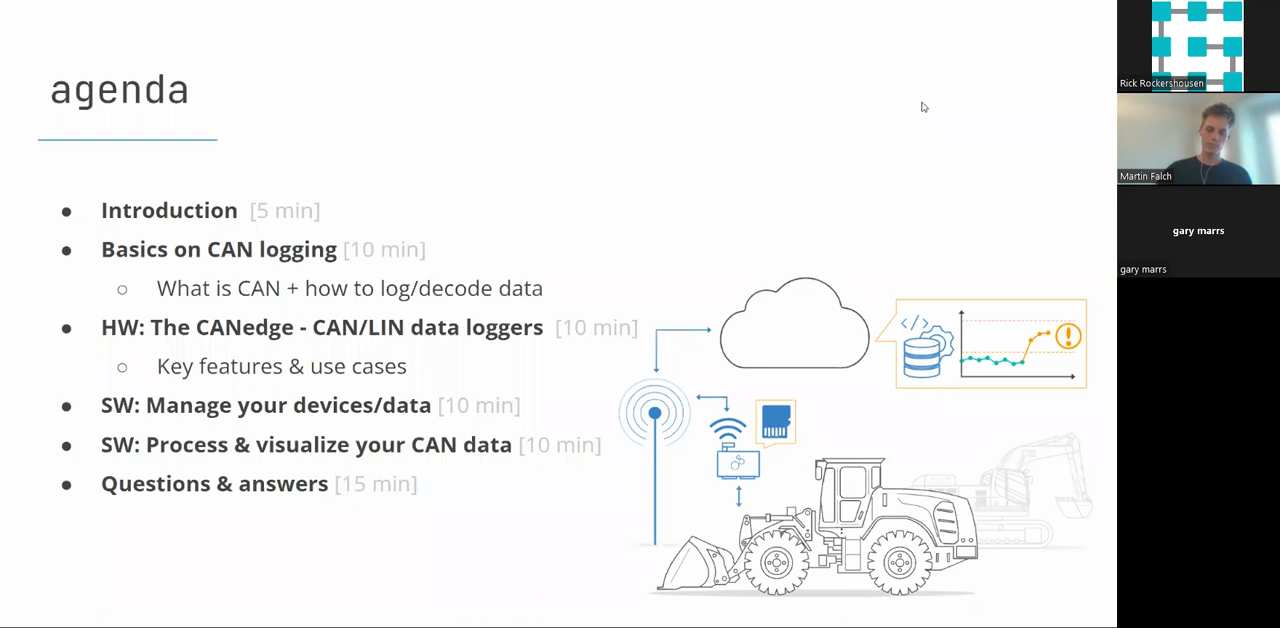 agenda
● Introduction [5 min]
● Basics on CAN logging [10 min]
○ What is CAN + how to log/decode data
● HW: The CANedge - CAN/LIN data loggers [10 min]
○ Key features & use cases
● SW: Manage your devices/data [10 min]
● SW: Process & visualize your CAN data [10 min]
● Questions & answers [15 min]
</>
Rick Rockershousen
Martin Falch
gary marrs
gary marrs